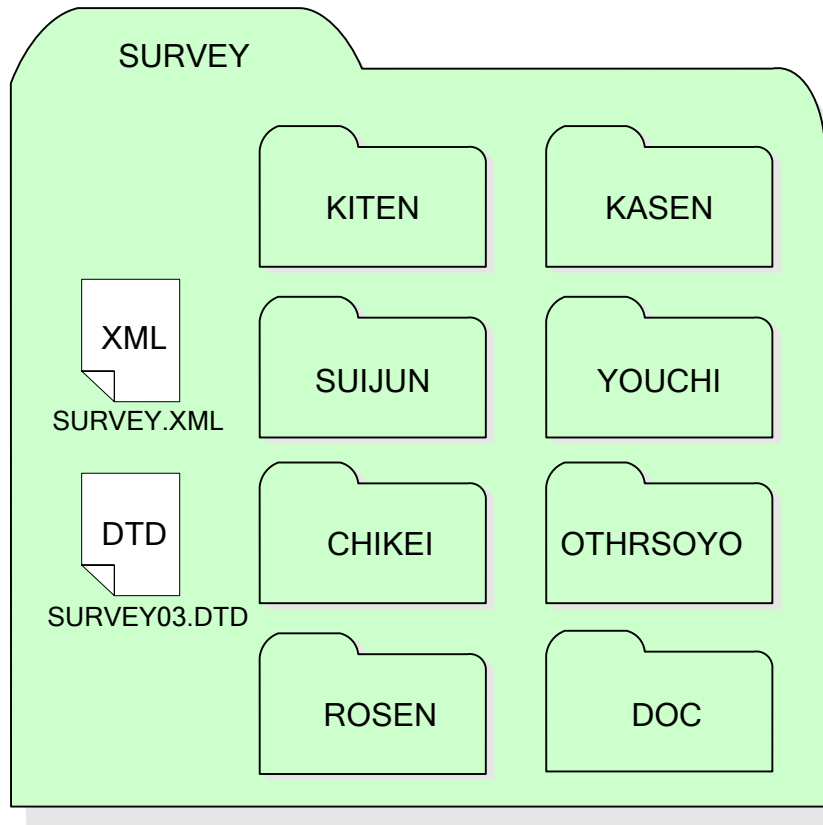 SURVEY
KITEN
KASEN
XML
SURVEY.XML
SUIJUN
YOUCHI
DTD
SURVEY03.DTD
CHIKEI
OTHRSOYO
ROSEN
DOC